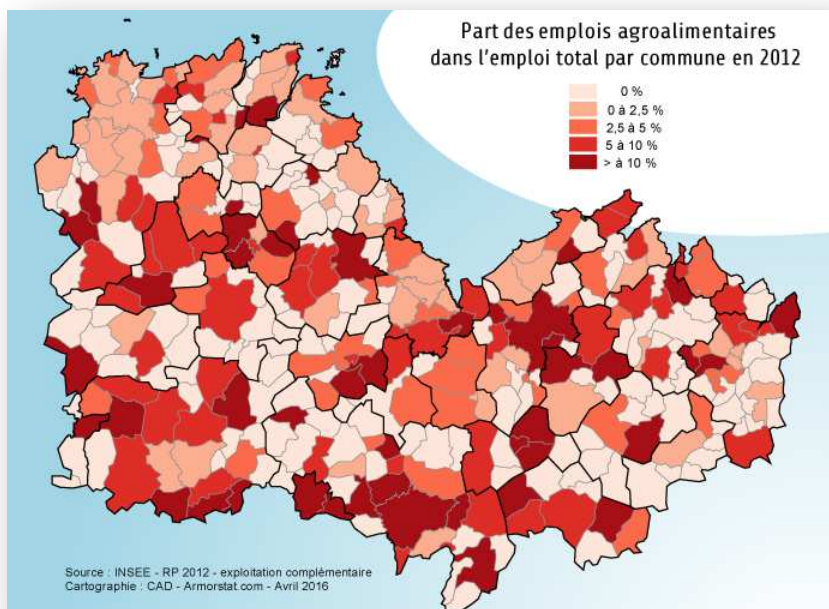 Part des emplois agroalimentaires
dans l'emploi total par commune en 2012
0 %
0 à 2,5 %
2,5 à 5 %
5 à 10 %
> à 10 %
Source : INSEE - RP 2012 - exploitation complémentaire
Cartographie : CAD - Armorstat.com - Avril 2016